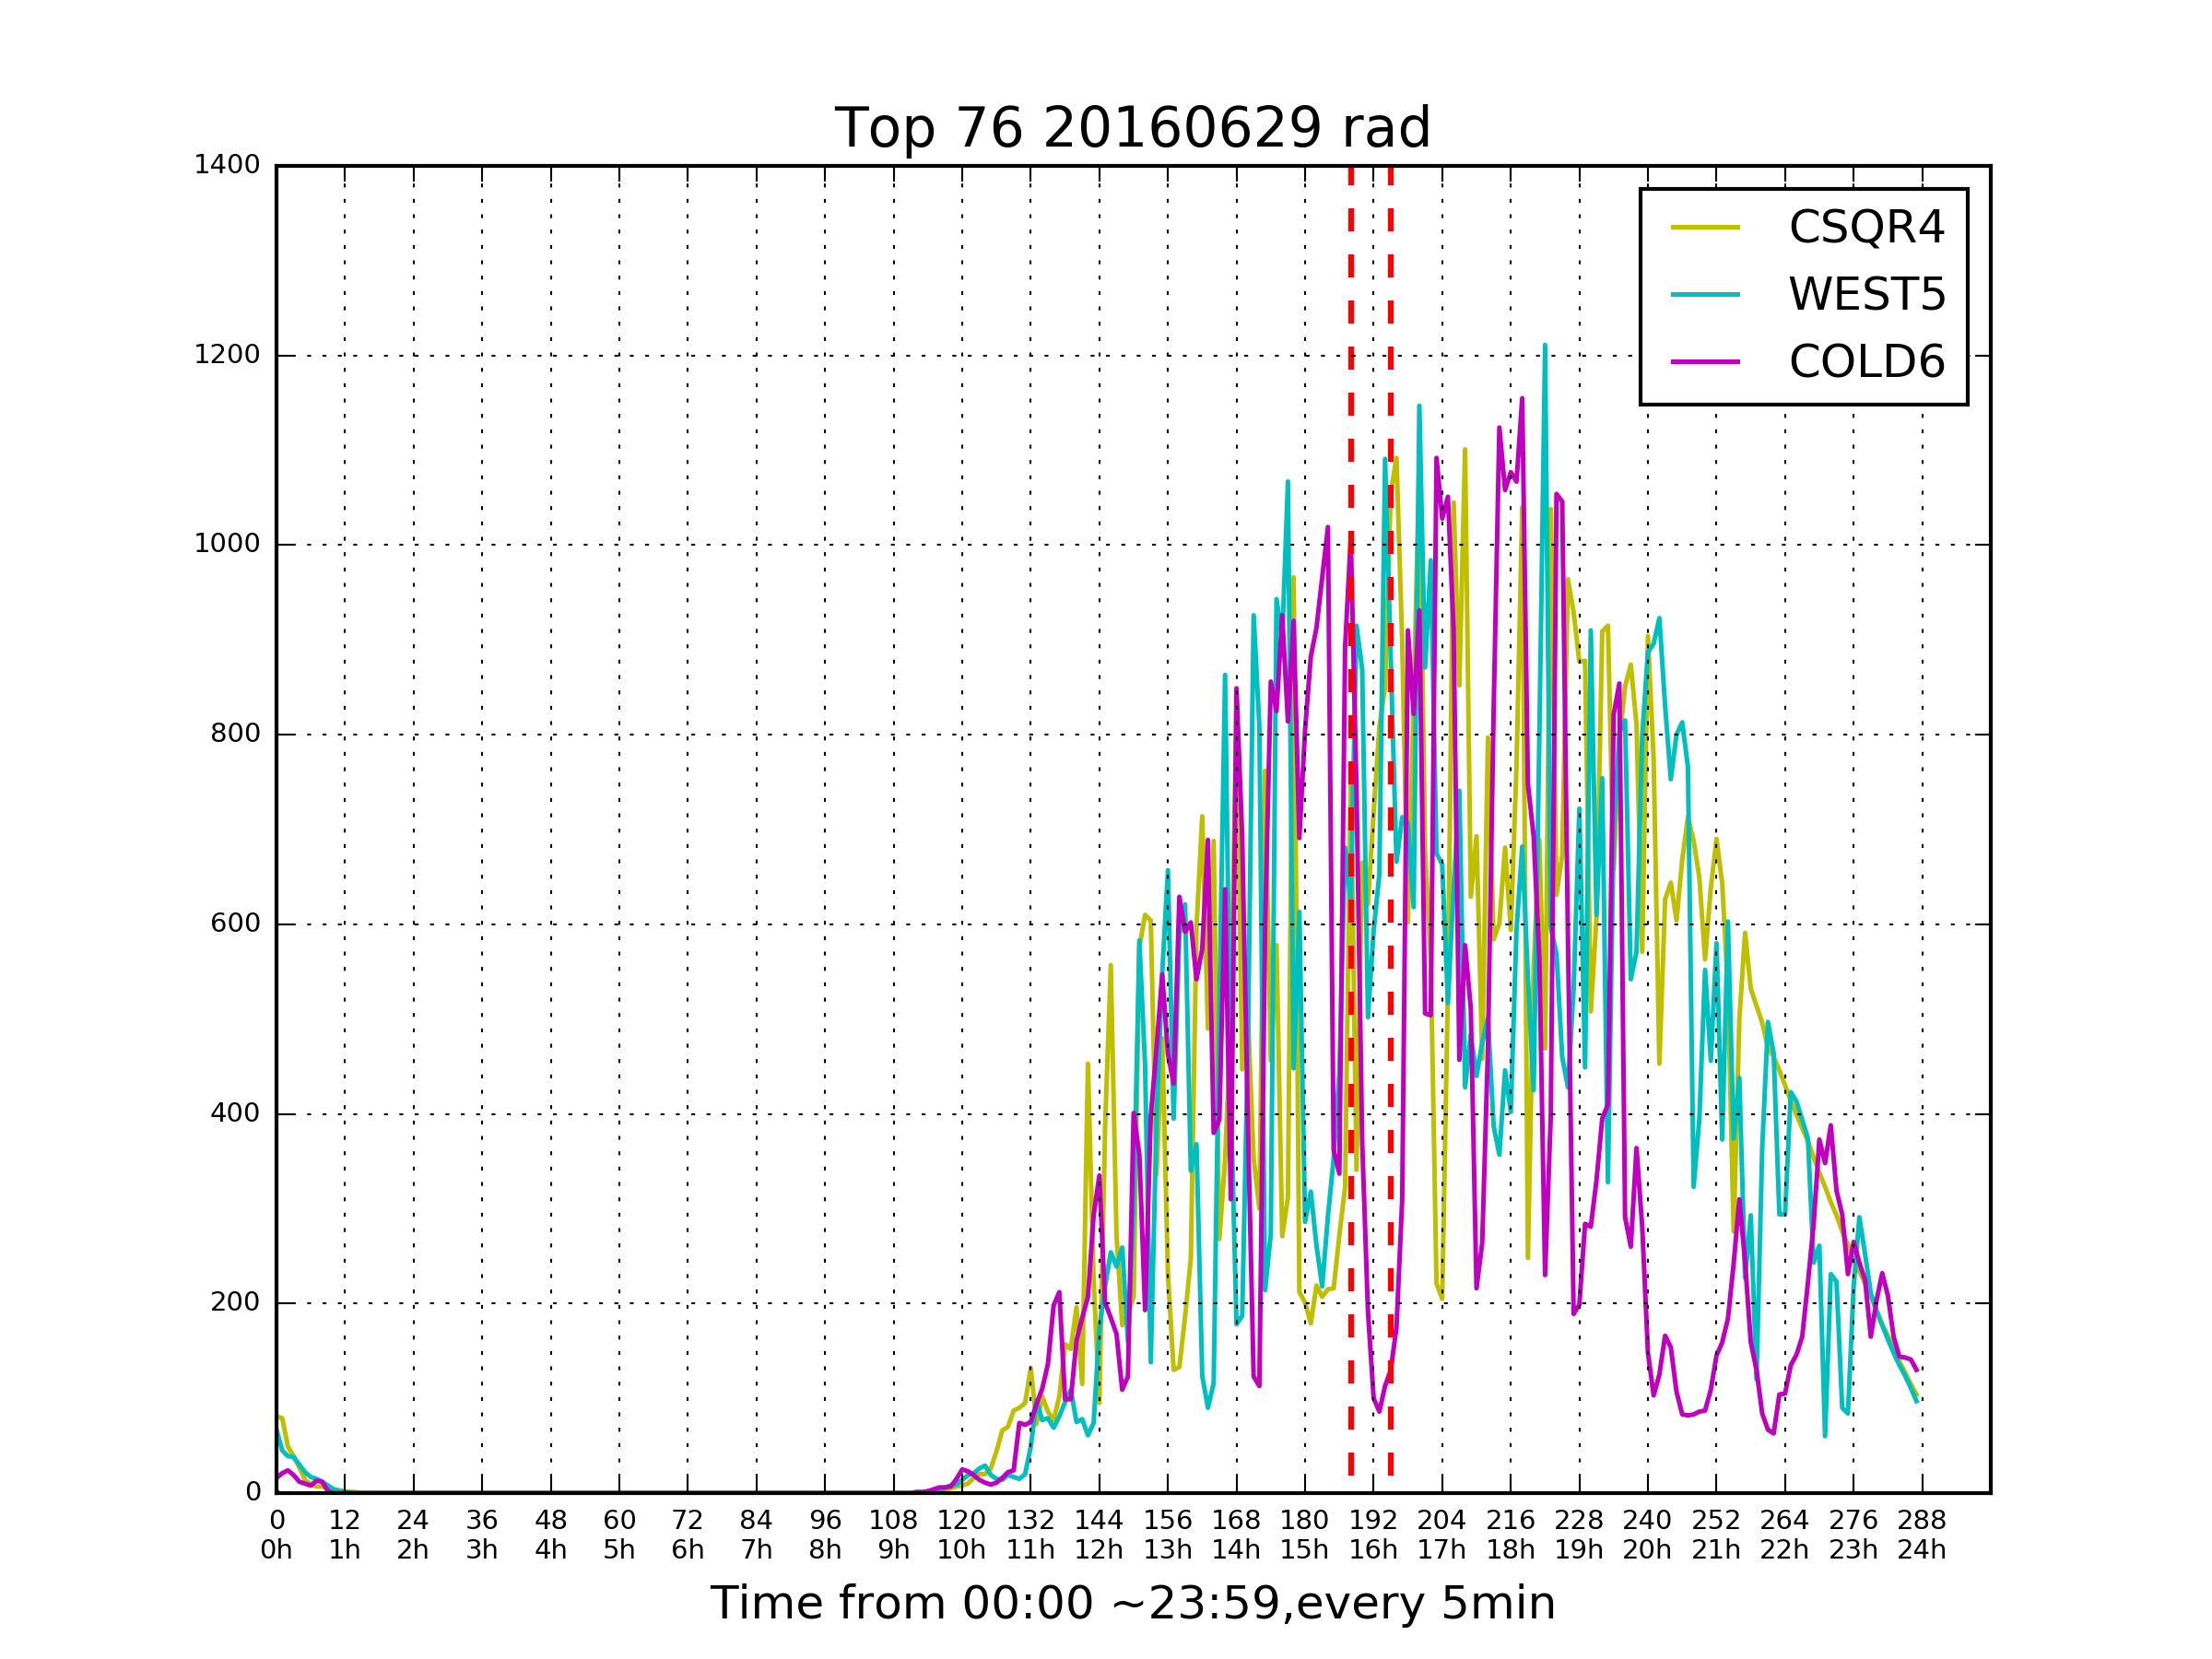 Top 76 20160629 rad
1400
1200
1000
800
600
400
200
0
CSQR4
WEST5
COLD6
0 12 24 36 48 60 72 84 96 108 120 132 144 156 168 180 192 204 216 228 240 252 264 276 288
0h 1h 2h 3h 4h 5h 6h 7h 8h 9h 10h 11h 12h 13h 14h 15h 16h 17h 18h 19h 20h 21h 22h 23h 24h
Time from 00:00 ~23:59,every 5min